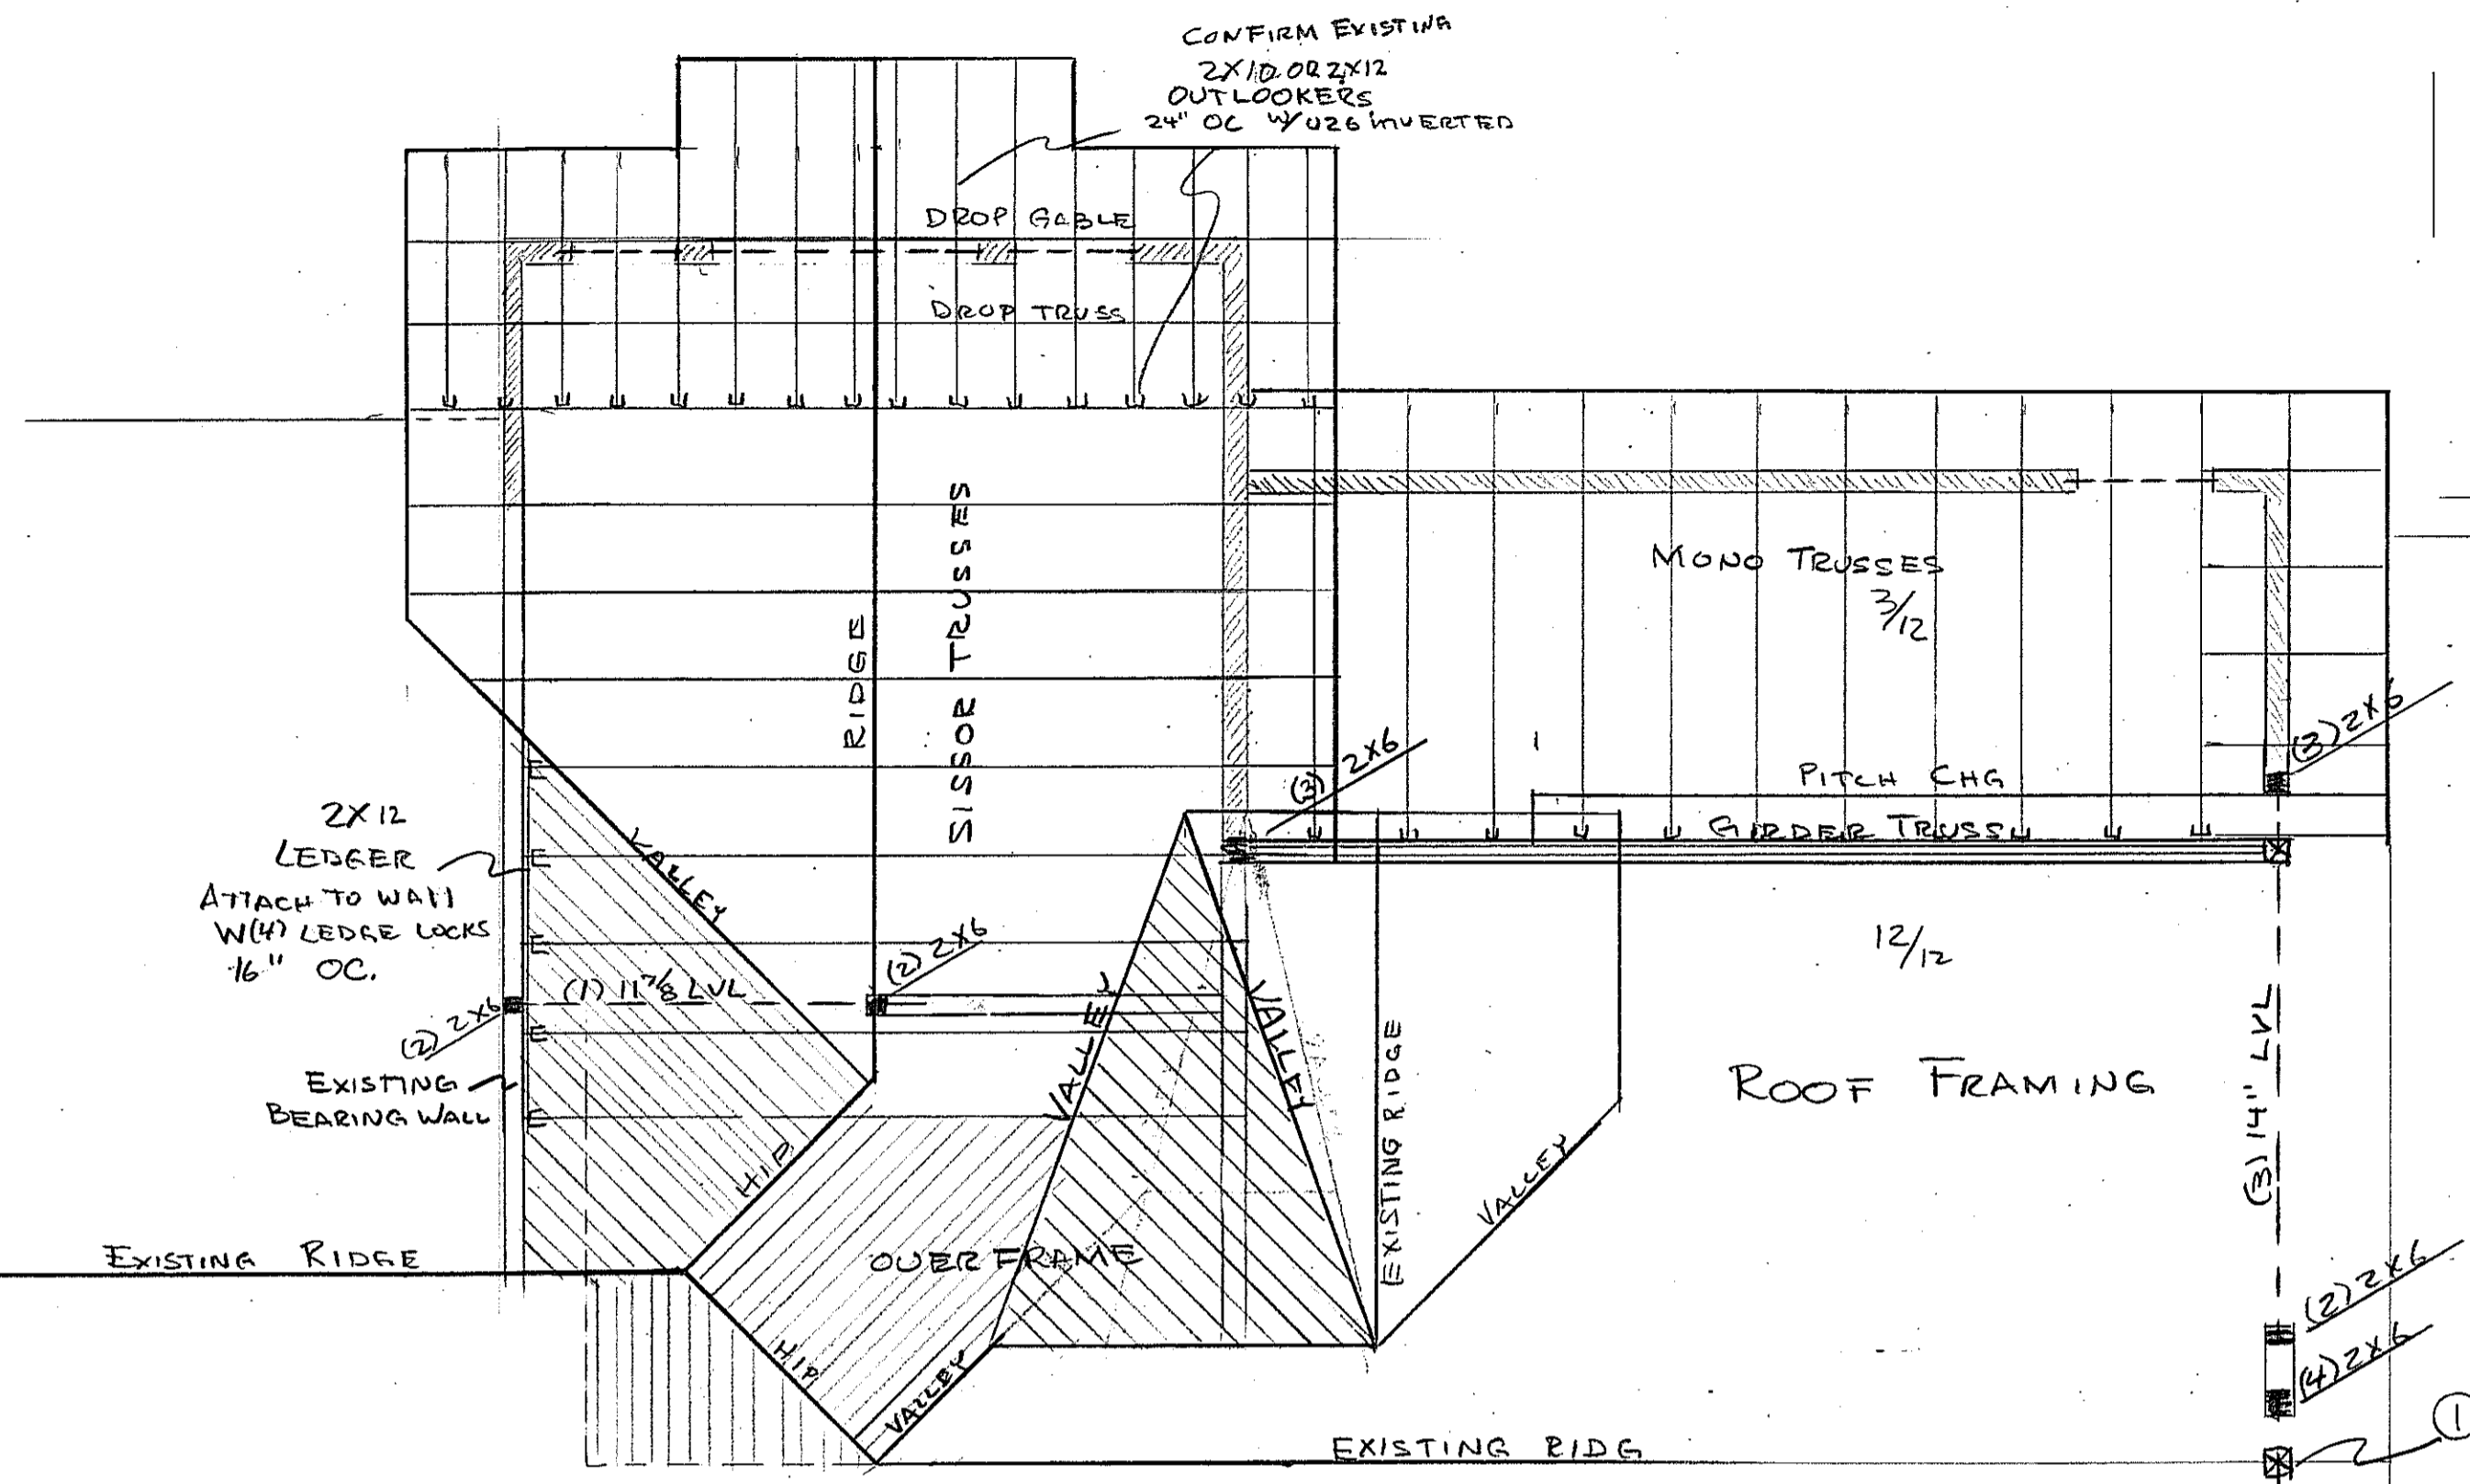 CONFIRM EXISTING
2X10 OR 2X12
OUTLOOKERS
24" OC W/ U26 INVERTED
DROP GABLE
DROP TRUSS
RIDGE
SISSOR TRUSSES
MONO TRUSSES
3/12
(3) 2X6
(3) 2X6
PITCH CHG
GIRDER TRUSS
2X12
LEDGER
ATTACH TO WALL
W(4) LEDGE LOCKS
16" OC.
VALLEY
(2) 2X6
(1) 11 7/8 LVL
(2) 2X6
EXISTING
BEARING WALL
VALLEY
VALLEY
EXISTING RIDGE
VALLEY
12/12
ROOF FRAMING
(3) 14" LVL
HIP
EXISTING RIDGE
OVER FRAME
HIP
VALLEY
(2) 2X6
(4) 2X6
1
EXISTING RIDG